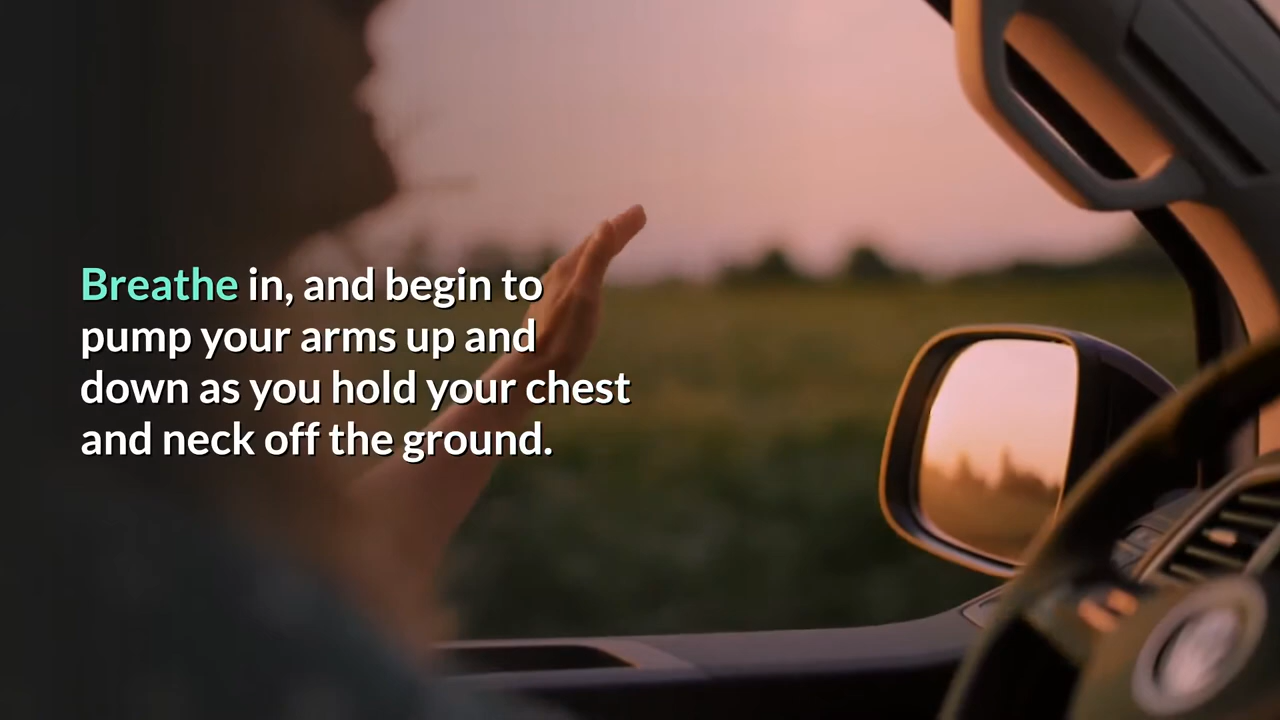 Breathe in, and begin to
pump your arms up and
down as you hold your chest
and neck off the ground.